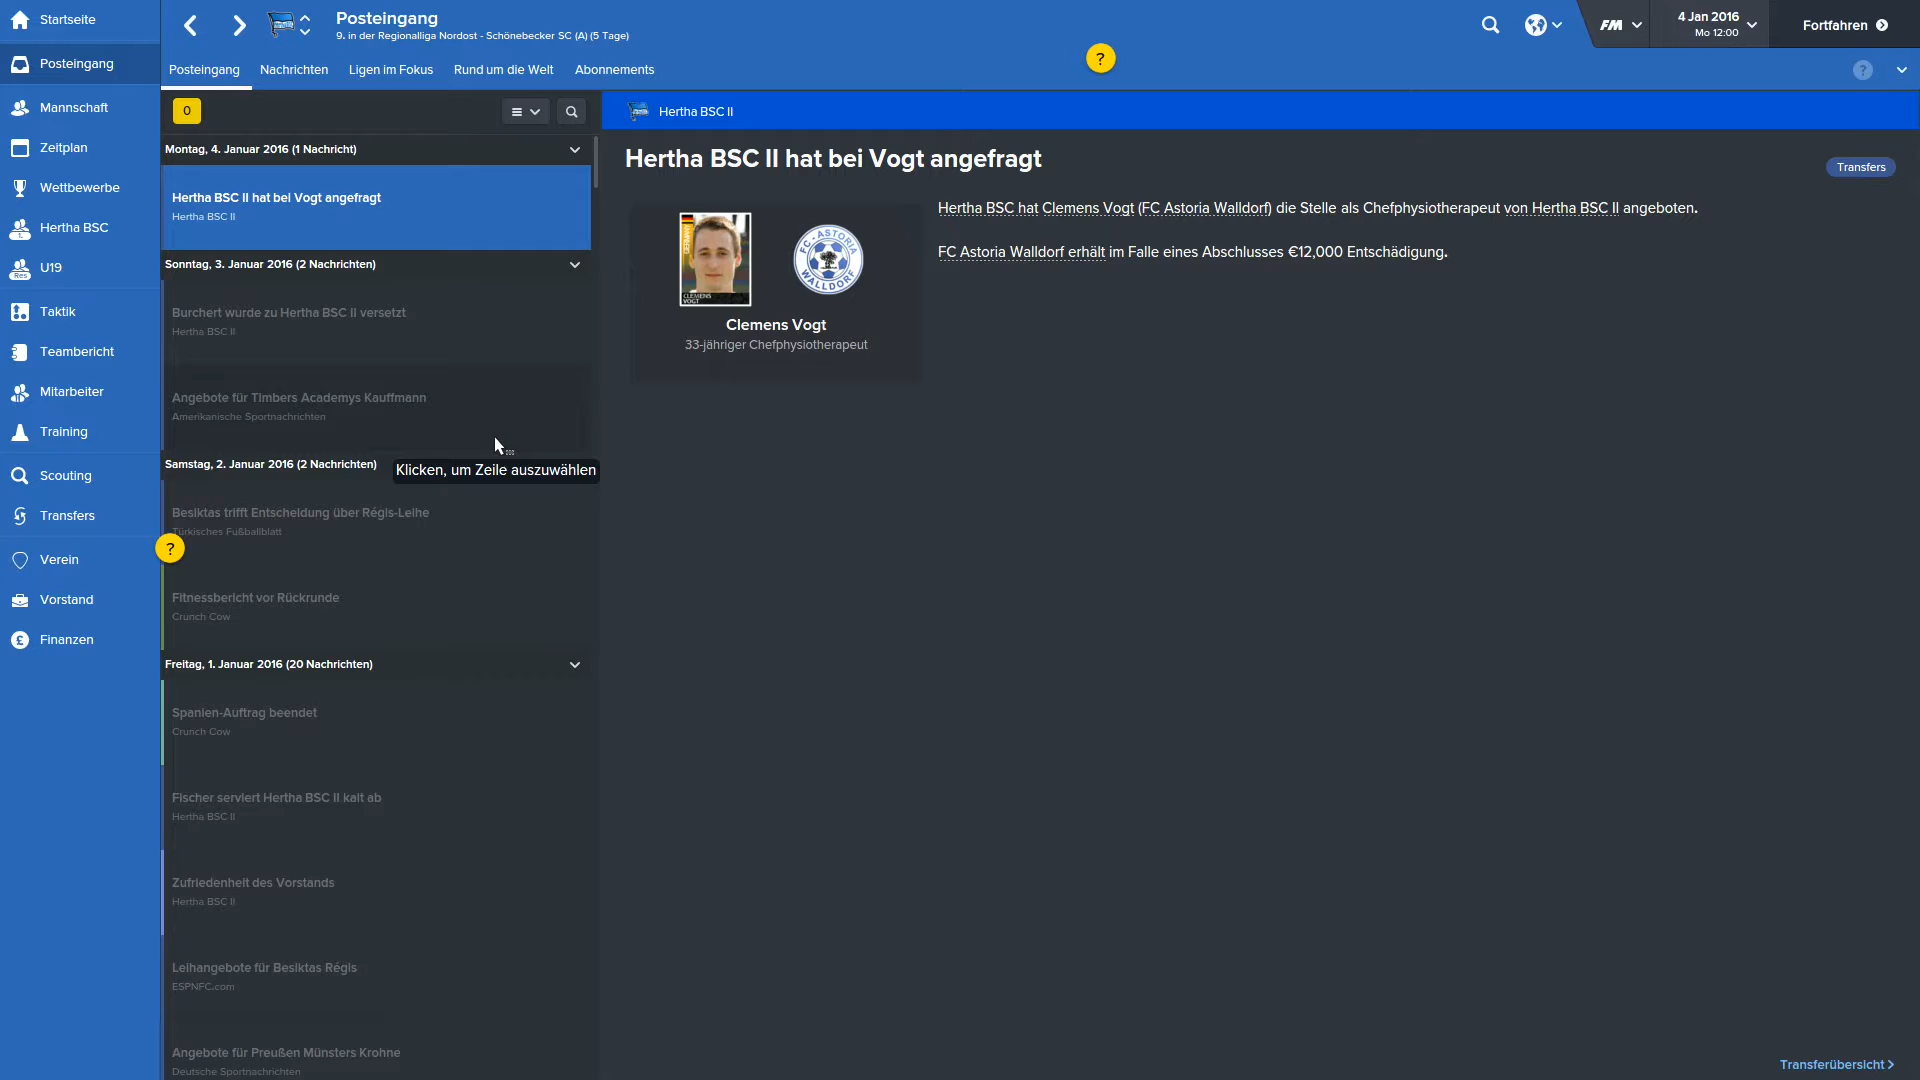 Startseite
Posteingang
Mannschaft
Zeitplan
Wettbewerbe
Hertha BSC
U19
Taktik
Teambericht
Mitarbeiter
Training
Scouting
Transfers
Verein
Vorstand
Finanzen
Posteingang
9. in der Regionalliga Nordost - Schönebecker SC (A) (5 Tage)
FM
4 Jan 2016
Mo 12:00
Fortfahren
Posteingang Nachrichten Ligen im Fokus Rund um die Welt Abonnements
?
?
0
Montag, 4. Januar 2016 (1 Nachricht)
Hertha BSC II hat bei Vogt angefragt
Hertha BSC II
Sonntag, 3. Januar 2016 (2 Nachrichten)
Burchert wurde zu Hertha BSC II versetzt
Hertha BSC II
Angebote für Timbers Academys Kauffmann
Amerikanische Sportnachrichten
Samstag, 2. Januar 2016 (2 Nachrichten)
Klicken, um Zeile auszuwählen
Besiktas trifft Entscheidung über Régis-Leihe
Türkisches Fußballblatt
?
Fitnessbericht vor Rückrunde
Crunch Cow
Freitag, 1. Januar 2016 (20 Nachrichten)
Spanien-Auftrag beendet
Crunch Cow
Fischer serviert Hertha BSC II kalt ab
Hertha BSC II
Zufriedenheit des Vorstands
Hertha BSC II
Leihangebote für Besiktas Régis
ESPNFC.com
Angebote für Preußen Münsters Krohne
Deutsche Sportnachrichten
Hertha BSC II
Hertha BSC II hat bei Vogt angefragt
Transfers
GERMANY
CLEMENS
VOGT
FC - ASTORIA
WALLDORF
Clemens Vogt
33-jähriger Chefphysiotherapeut
Hertha BSC hat Clemens Vogt (FC Astoria Walldorf) die Stelle als Chefphysiotherapeut von Hertha BSC II angeboten.
FC Astoria Walldorf erhält im Falle eines Abschlusses €12,000 Entschädigung.
Transferübersicht >